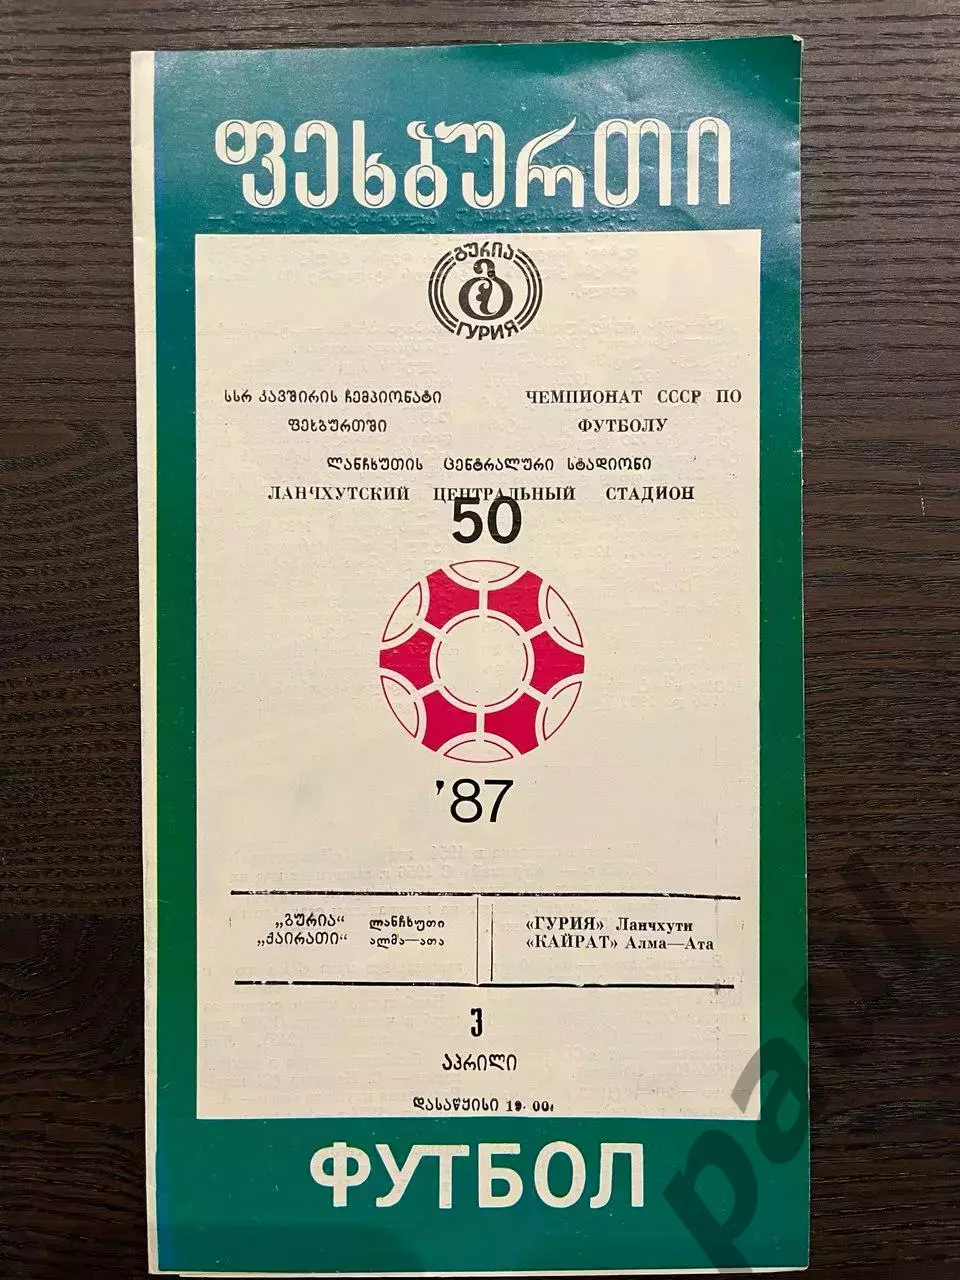 ფეხბურთი
გურია
ГУРИЯ
სსრ კავშირის ჩემპიონატი ფეხბურთში
ЧЕМПИОНАТ СССР ПО ФУТБОЛУ
ლანჩხუთის ცენტრალური სტადიონი
ЛАНЧХУТСКИЙ ЦЕНТРАЛЬНЫЙ СТАДИОН
50
'87
„გურია“ ლანჩხუთი
„ქაირათი“ ალმა—ათა
«ГУРИЯ» Ланчхути
«КАЙРАТ» Алма—Ата
3
აპრილი
დასაწყისი 19.00
ФУТБОЛ